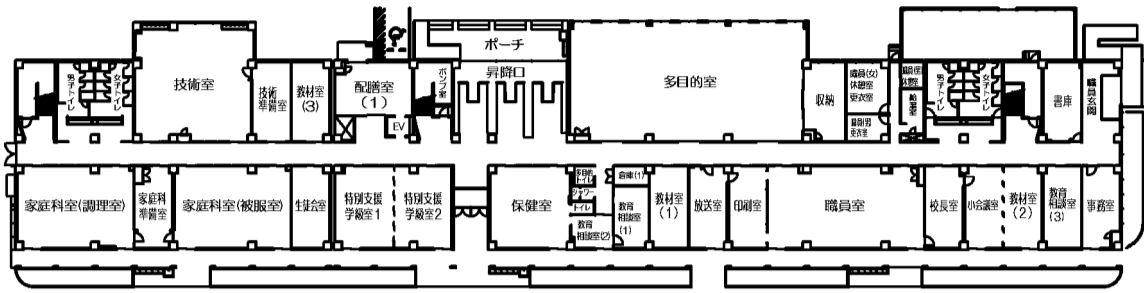 ポーチ
昇降口
男子トイレ
女子トイレ
技術室
技術
準備室
教材室
(3)
配膳室
(1)
EV
ポンプ室
多目的室
収納
職員(女)
休憩室
更衣室
職員男
更衣室
給湯室
男子トイレ
女子トイレ
書庫
職員玄関
家庭科室(調理室)
家庭科
準備室
家庭科室(被服室)
生徒会室
特別支援
学級室1
特別支援
学級室2
保健室
多目的
トイレ
シャワー
トイレ
教育
相談室(2)
倉庫(1)
教育
相談室
(1)
教材室
(1)
放送室
印刷室
職員室
校長室
小会議室
教材室
(2)
教育
相談室
(3)
事務室